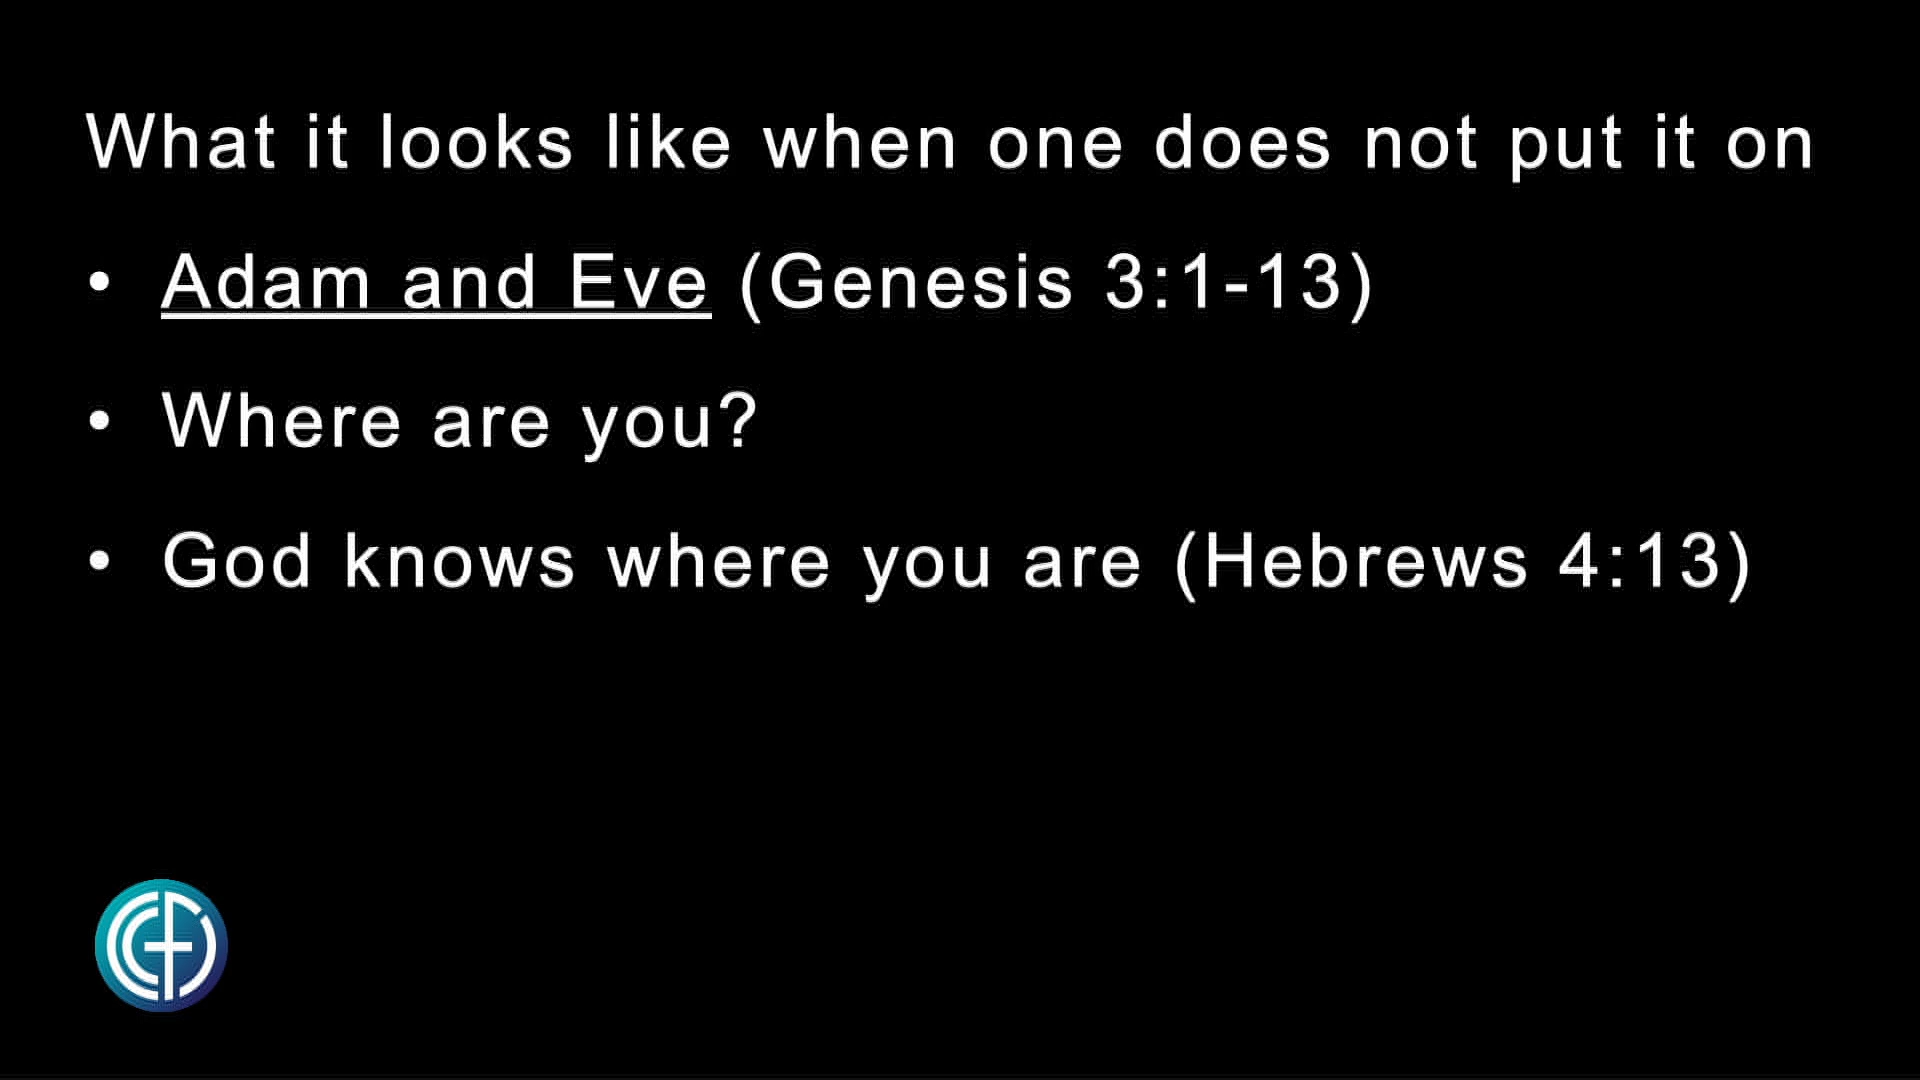 What it looks like when one does not put it on
• Adam and Eve (Genesis 3:1-13)
• Where are you?
• God knows where you are (Hebrews 4:13)